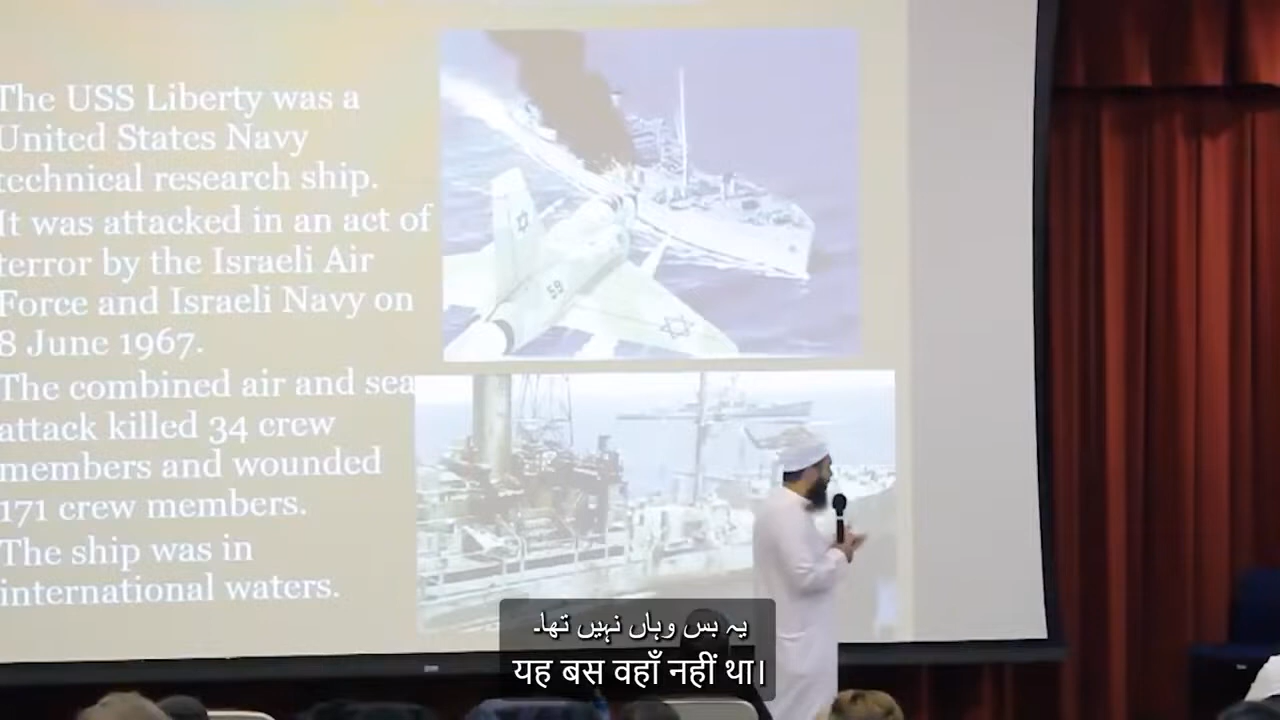 The USS Liberty was a
United States Navy
technical research ship.
It was attacked in an act of
terror by the Israeli Air
Force and Israeli Navy on
8 June 1967.
The combined air and sea
attack killed 34 crew
members and wounded
171 crew members.
The ship was in
international waters.
59
یہ بس وہاں نہیں تھا۔
यह बस वहाँ नहीं था।